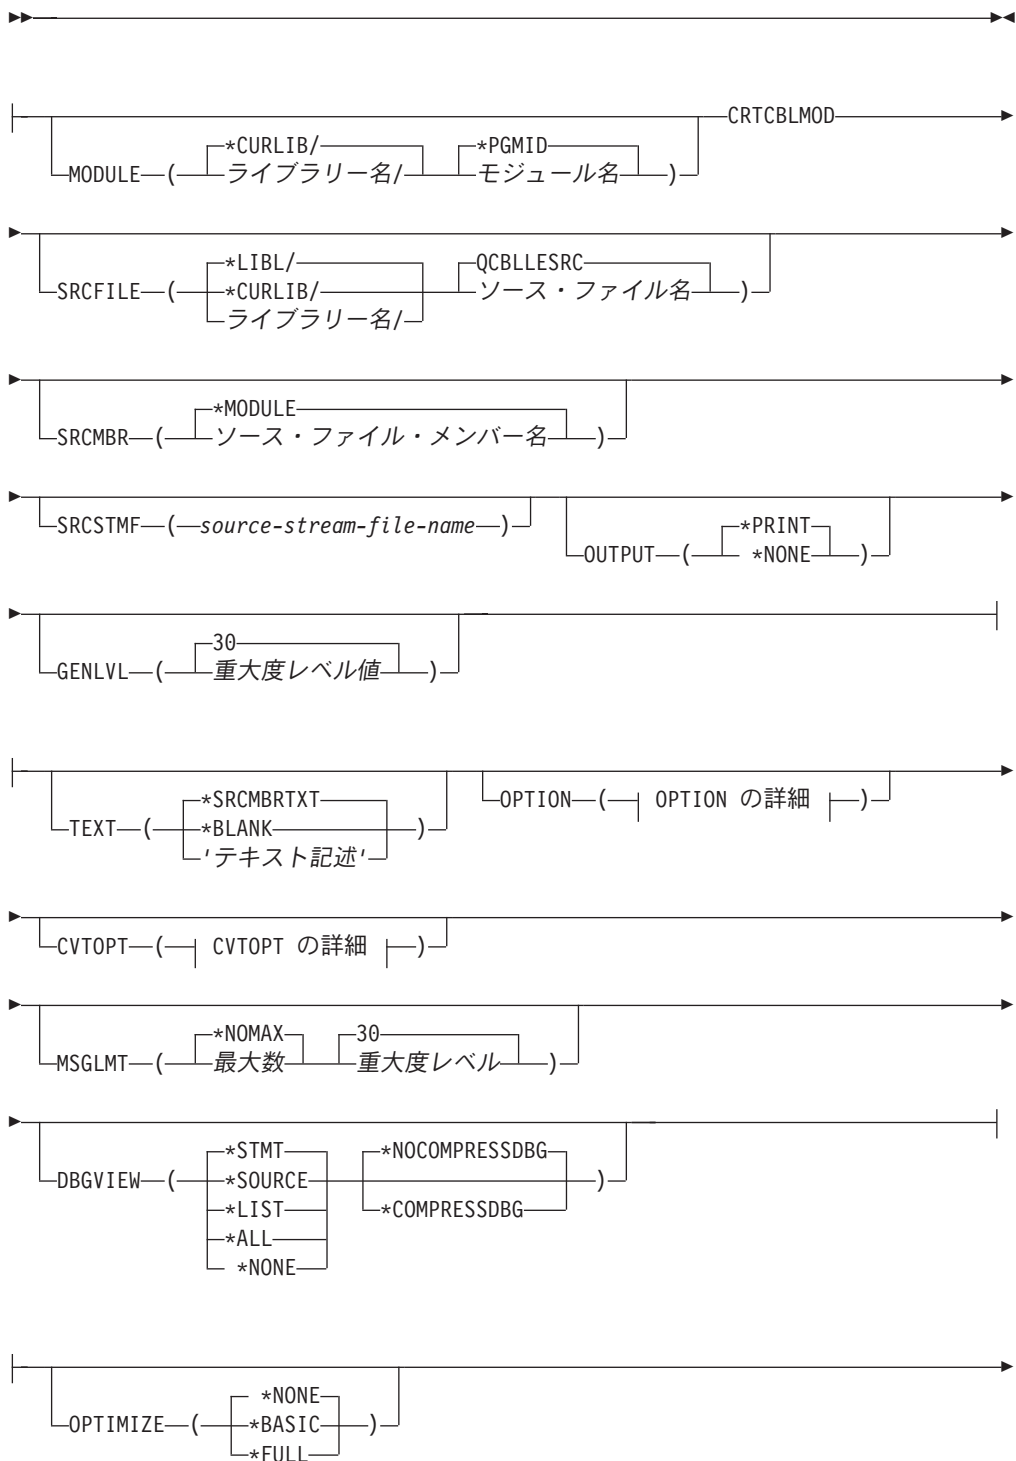 CRTCBLMOD
MODULE ( *CURLIB/ *PGMID
ライブラリー名/ モジュール名 )
SRCFILE ( *LIBL/ QCBLLESRC
*CURLIB/ ソース・ファイル名 )
ライブラリー名/
SRCMBR ( *MODULE
ソース・ファイル・メンバー名 )
SRCSTMF ( source-stream-file-name )
OUTPUT ( *PRINT
*NONE )
GENLVL ( 30
重大度レベル値 )
TEXT ( *SRCMBRTXT
*BLANK )
'テキスト記述'
OPTION ( OPTION の詳細 )
CVTOPT ( CVTOPT の詳細 )
MSGLMT ( *NOMAX 30
最大数 重大度レベル )
DBGVIEW ( *STMT *NOCOMPRESSDBG
*SOURCE )
*LIST *COMPRESSDBG
*ALL
*NONE
OPTIMIZE ( *NONE
*BASIC )
*FULL